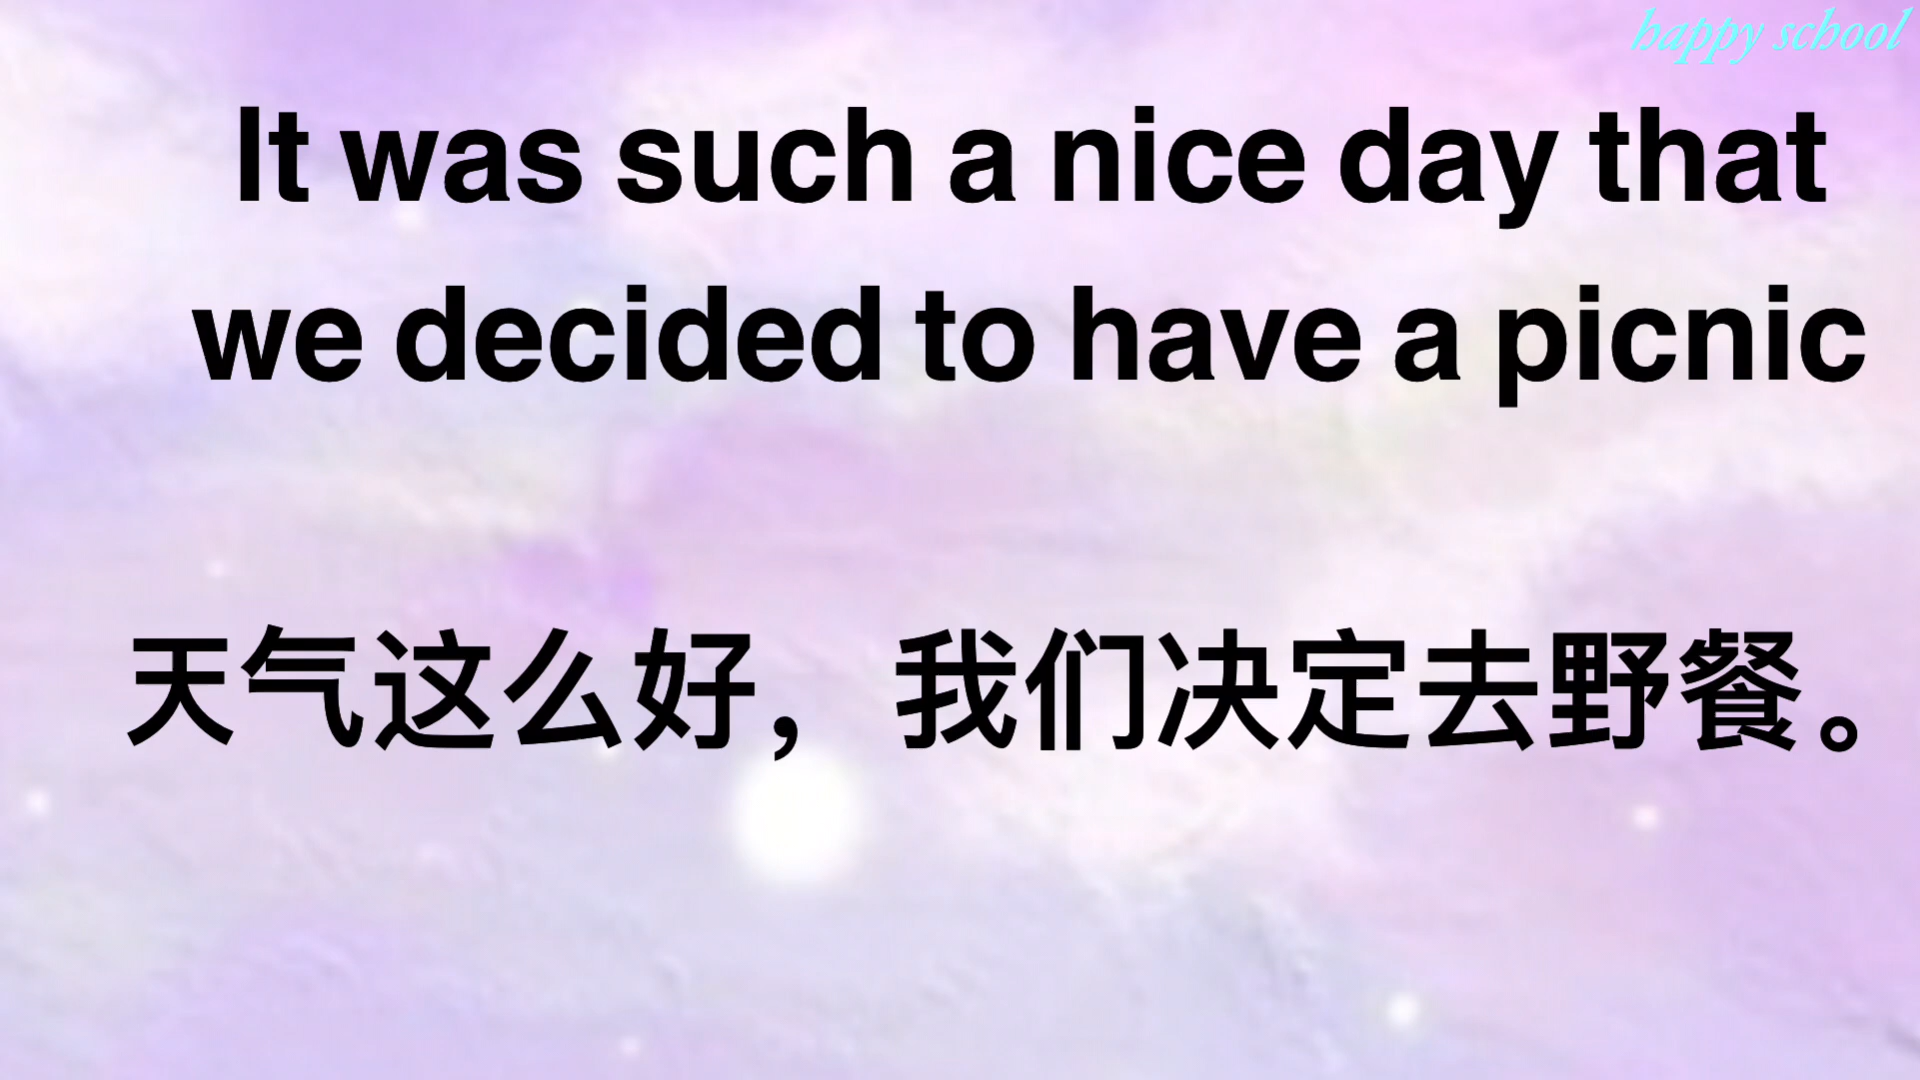 happy school
It was such a nice day that
we decided to have a picnic
天气这么好，我们决定去野餐。